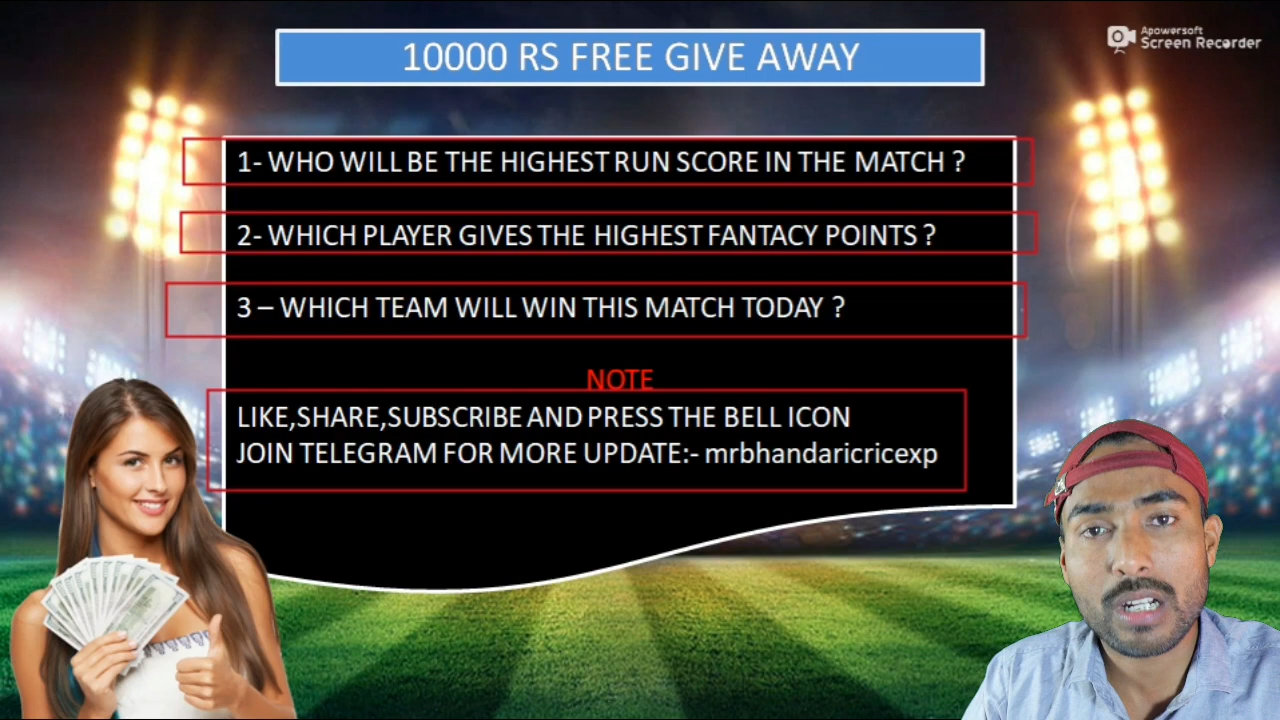 Apowersoft
Screen Recorder
10000 RS FREE GIVE AWAY
1- WHO WILL BE THE HIGHEST RUN SCORE IN THE MATCH ?
2- WHICH PLAYER GIVES THE HIGHEST FANTACY POINTS ?
3 – WHICH TEAM WILL WIN THIS MATCH TODAY ?
NOTE
LIKE,SHARE,SUBSCRIBE AND PRESS THE BELL ICON
JOIN TELEGRAM FOR MORE UPDATE:- mrbhandaricricexp